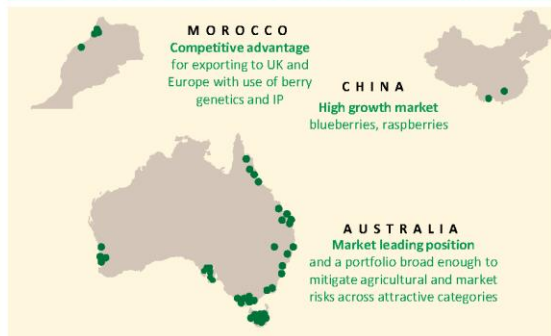 MOROCCO
Competitive advantage
for exporting to UK and
Europe with use of berry
genetics and IP
CHINA
High growth market
blueberries, raspberries
AUSTRALIA
Market leading position
and a portfolio broad enough to
mitigate agricultural and market
risks across attractive categories